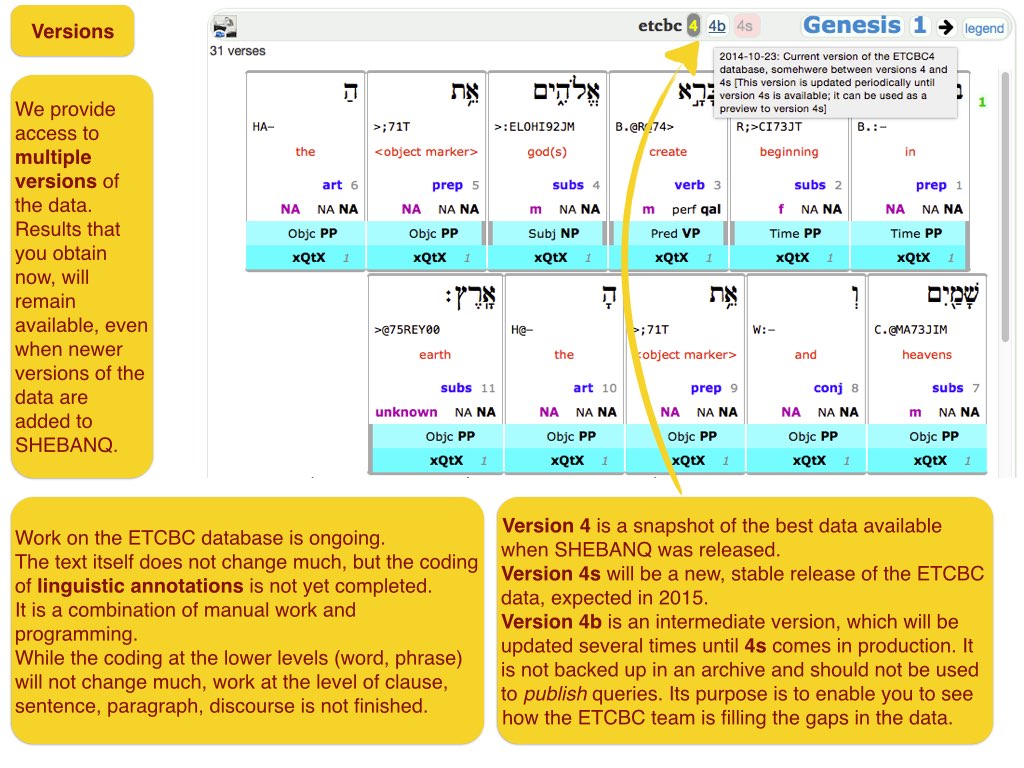 Versions
We provide
access to
multiple
versions of
the data.
Results that
you obtain
now, will
remain
available, even
when newer
versions of the
data are
added to
SHEBANQ.
etcbc 4 4b 4s Genesis 1 legend
31 verses
2014-10-23: Current version of the ETCBC4
database, somehwere between versions 4 and
4s [This version is updated periodically until
version 4s is available; it can be used as a
preview to version 4s]
1
בָּרָ֣א אֱלֹהִ֑ים אֵ֥ת הַ
HA– >;71T >:ELOHI92JM B.@R@74> R;>CI73JT B.:–
the <object marker> god(s) create beginning in
art 6 prep 5 subs 4 verb 3 subs 2 prep 1
NA NA NA NA NA NA m NA NA m perf qal f NA NA NA NA NA
Objc PP Objc PP Subj NP Pred VP Time PP Time PP
xQtX 1 xQtX 1 xQtX 1 xQtX 1 xQtX 1 xQtX 1
שָּׁמַ֖יִם וְ אֵ֥ת הָ אָֽרֶץ׃
>@75REY00 H@– >;71T W:– C.@MA73JIM
earth the <object marker> and heavens
subs 11 art 10 prep 9 conj 8 subs 7
unknown NA NA NA NA NA NA NA NA NA NA NA m NA NA
Objc PP Objc PP Objc PP Objc PP Objc PP
xQtX 1 xQtX 1 xQtX 1 xQtX 1 xQtX 1
Work on the ETCBC database is ongoing.
The text itself does not change much, but the coding
of linguistic annotations is not yet completed.
It is a combination of manual work and
programming.
While the coding at the lower levels (word, phrase)
will not change much, work at the level of clause,
sentence, paragraph, discourse is not finished.
Version 4 is a snapshot of the best data available
when SHEBANQ was released.
Version 4s will be a new, stable release of the ETCBC
data, expected in 2015.
Version 4b is an intermediate version, which will be
updated several times until 4s comes in production. It
is not backed up in an archive and should not be used
to publish queries. Its purpose is to enable you to see
how the ETCBC team is filling the gaps in the data.